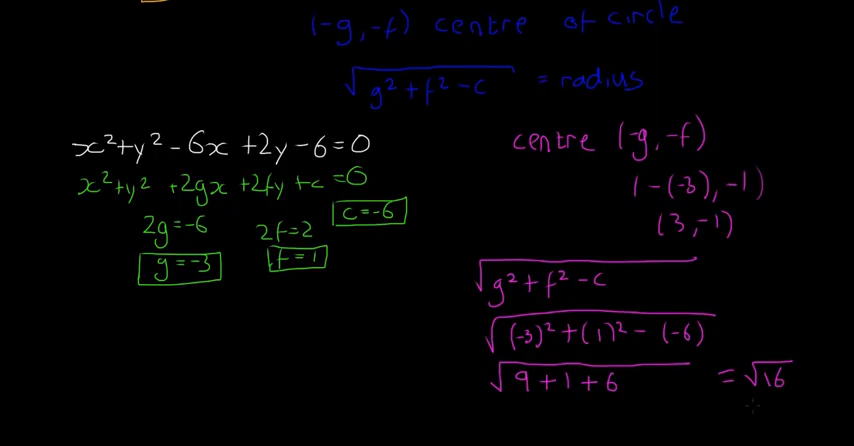 (-g, -f) centre of circle
√(g² + f² - c) = radius
x² + y² - 6x + 2y - 6 = 0
x² + y² + 2gx + 2fy + c = 0
c = -6
2g = -6
2f = 2
g = -3
f = 1
centre (-g, -f)
(-(-3), -1)
(3, -1)
√(g² + f² - c)
√((-3)² + (1)² - (-6))
√(9 + 1 + 6) = √16